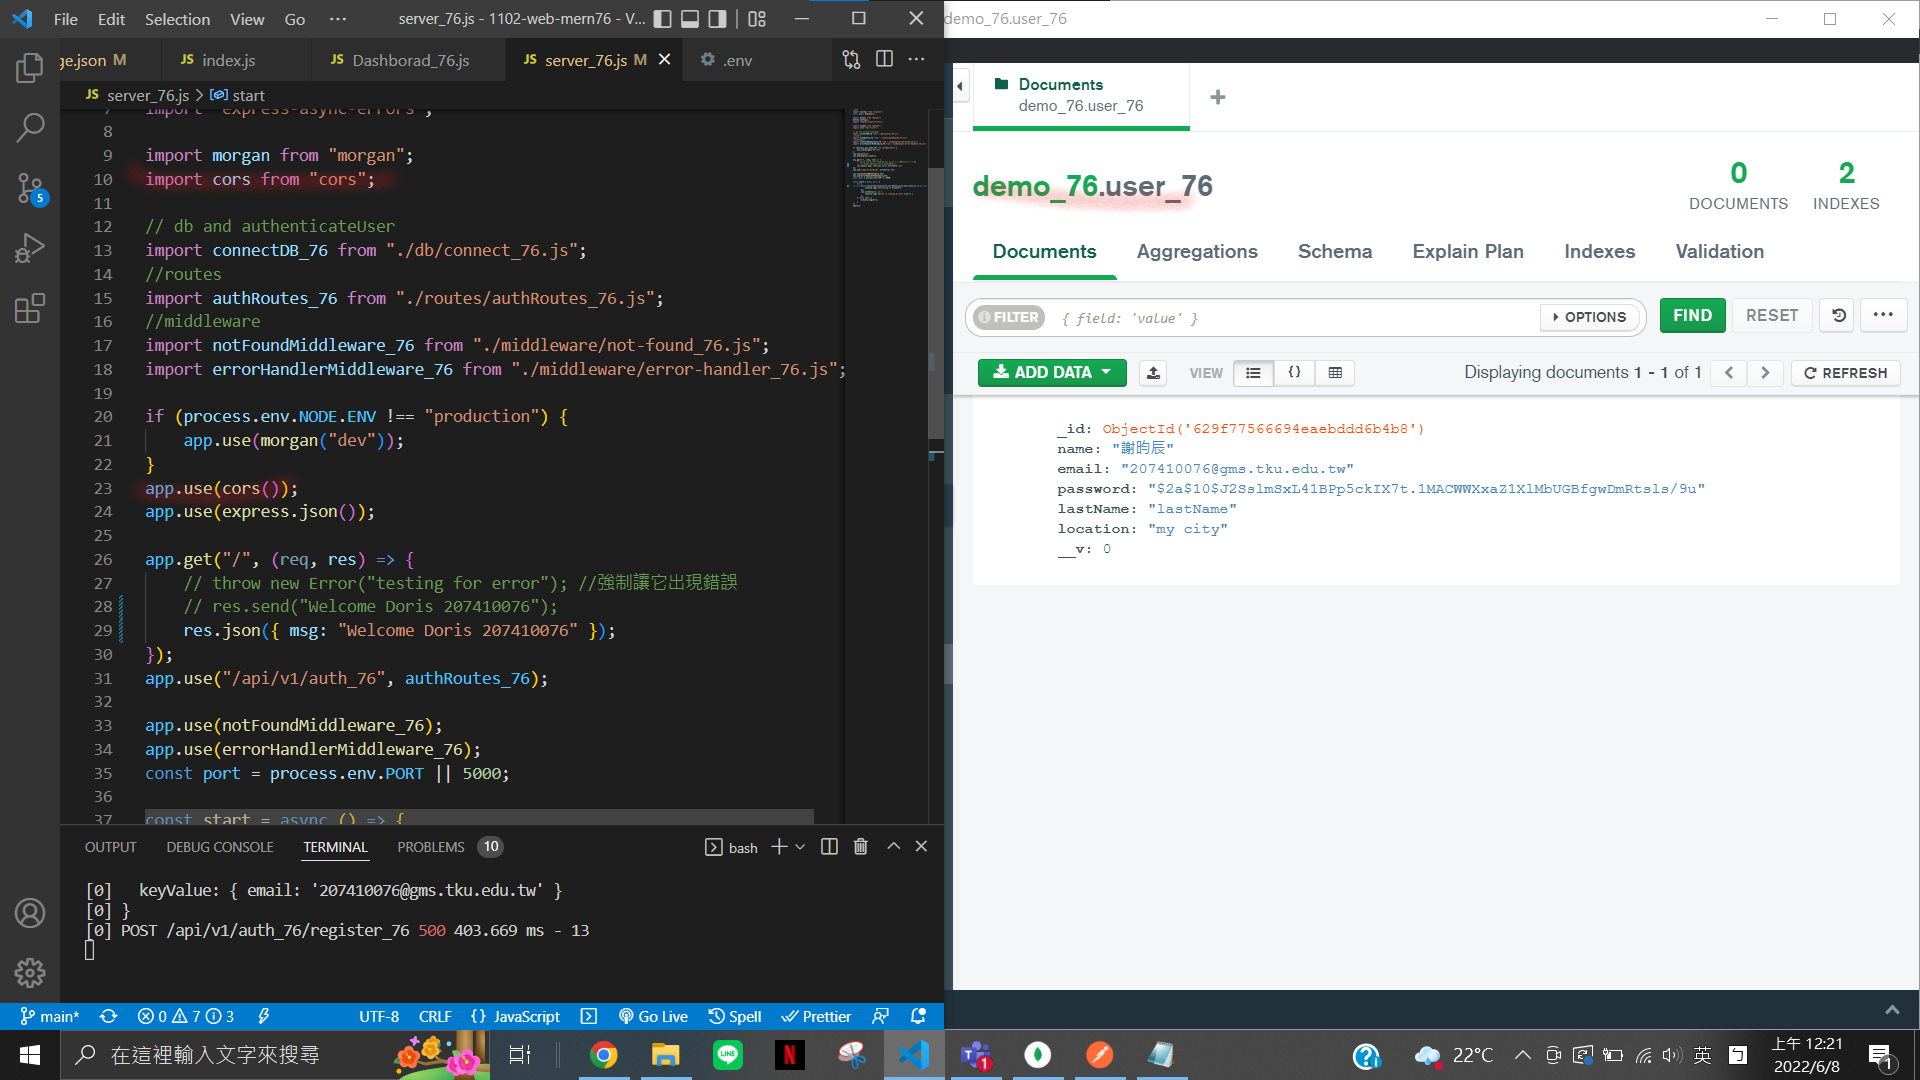 File Edit Selection View Go ··· server_76.js - 1102-web-mern76 - V...
ge.json M JS index.js JS Dashborad_76.js JS server_76.js M .env
JS server_76.js > start
7 import "express-async-errors";
8
9 import morgan from "morgan";
10 import cors from "cors";
11
12 // db and authenticateUser
13 import connectDB_76 from "./db/connect_76.js";
14 //routes
15 import authRoutes_76 from "./routes/authRoutes_76.js";
16 //middleware
17 import notFoundMiddleware_76 from "./middleware/not-found_76.js";
18 import errorHandlerMiddleware_76 from "./middleware/error-handler_76.js";
19
20 if (process.env.NODE.ENV !== "production") {
21 app.use(morgan("dev"));
22 }
23 app.use(cors());
24 app.use(express.json());
25
26 app.get("/", (req, res) => {
27 // throw new Error("testing for error"); //強制讓它出現錯誤
28 // res.send("Welcome Doris 207410076");
29 res.json({ msg: "Welcome Doris 207410076" });
30 });
31 app.use("/api/v1/auth_76", authRoutes_76);
32
33 app.use(notFoundMiddleware_76);
34 app.use(errorHandlerMiddleware_76);
35 const port = process.env.PORT || 5000;
36
37 const start = async () => {
OUTPUT DEBUG CONSOLE TERMINAL PROBLEMS 10 bash
[0] keyValue: { email: '207410076@gms.tku.edu.tw' }
[0] }
[0] POST /api/v1/auth_76/register_76 500 403.669 ms - 13
5
main* 0 7 3 UTF-8 CRLF {} JavaScript Go Live Spell Prettier
demo_76.user_76
Documents
demo_76.user_76
demo_76.user_76
0
DOCUMENTS
2
INDEXES
Documents Aggregations Schema Explain Plan Indexes Validation
FILTER { field: 'value' } OPTIONS FIND RESET ···
ADD DATA VIEW {} Displaying documents 1 - 1 of 1 REFRESH
_id: ObjectId('629f77566694eaebddd6b4b8')
name: "謝昀辰"
email: "207410076@gms.tku.edu.tw"
password: "$2a$10$J2SslmSxL41BPp5ckIX7t.1MACWWXxaZ1XlMbUGBfgwDmRtsls/9u"
lastName: "lastName"
location: "my city"
__v: 0
在這裡輸入文字來搜尋 LINE N 1 22°C 英 上午 12:21
2022/6/8 1